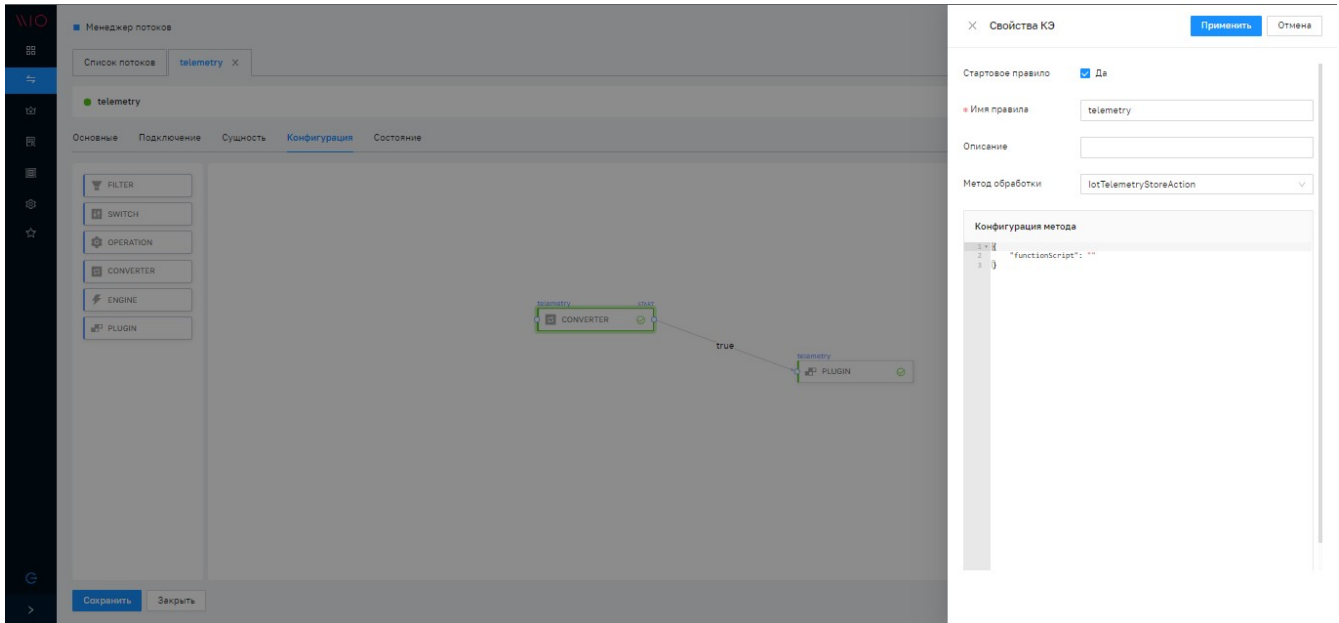 WIO
Менеджер потоков
Список потоков
telemetry
telemetry
Основные Подключение Сущность Конфигурация Состояние
FILTER
SWITCH
OPERATION
CONVERTER
ENGINE
PLUGIN
telemetry START
CONVERTER
true
telemetry
PLUGIN
Сохранить Закрыть
Свойства КЭ Применить Отмена
Стартовое правило Да
* Имя правила telemetry
Описание
Метод обработки IotTelemetryStoreAction
Конфигурация метода
1 {
2 "functionScript": ""
3 }